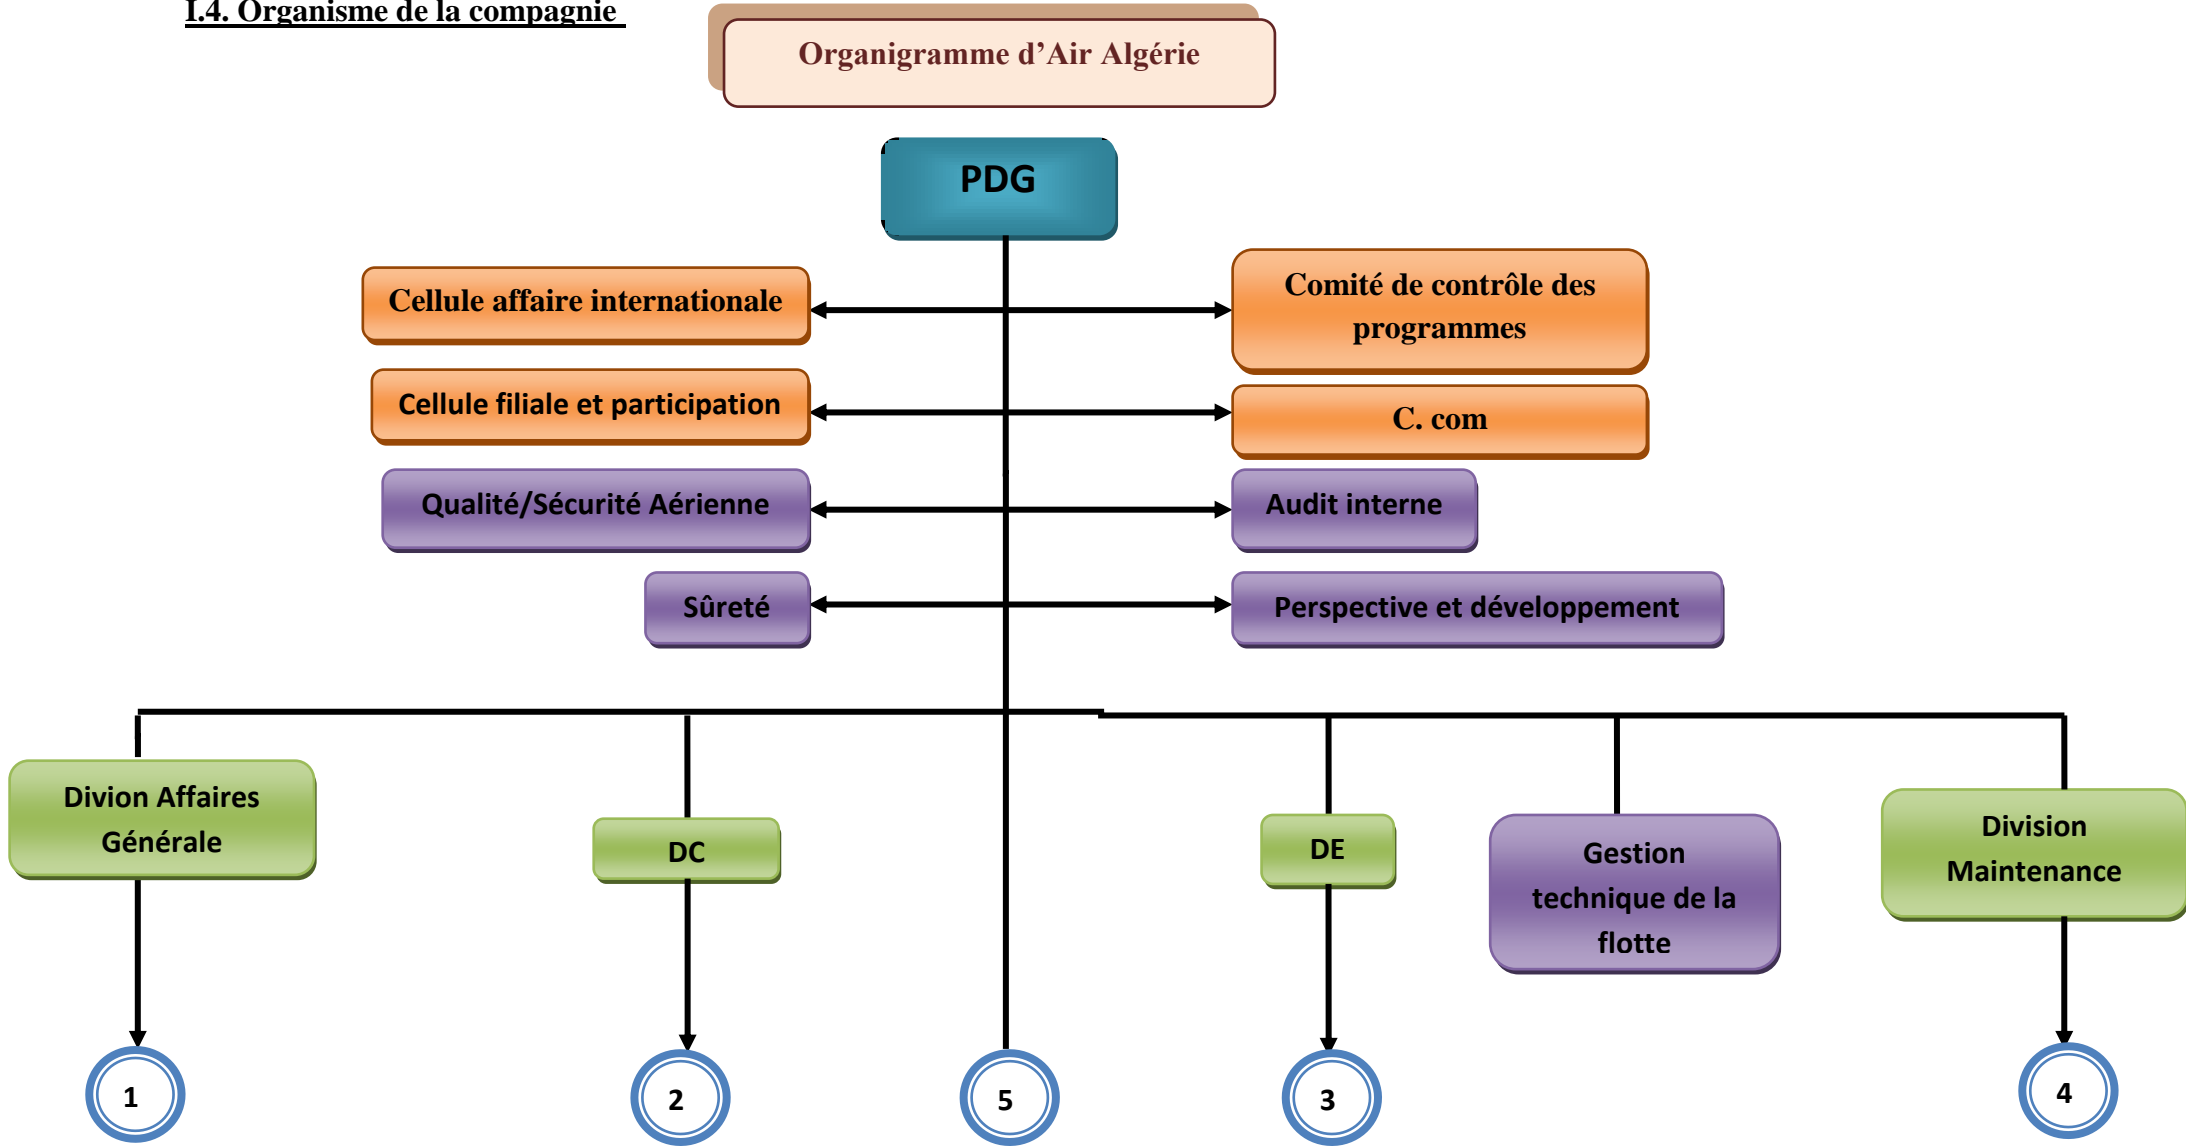 I.4. Organisme de la compagnie
Organigramme d’Air Algérie
PDG
Cellule affaire internationale
Comité de contrôle des
programmes
Cellule filiale et participation
C. com
Qualité/Sécurité Aérienne
Audit interne
Sûreté
Perspective et développement
Divion Affaires
Générale
DC
DE
Gestion
technique de la
flotte
Division
Maintenance
1
2
5
3
4